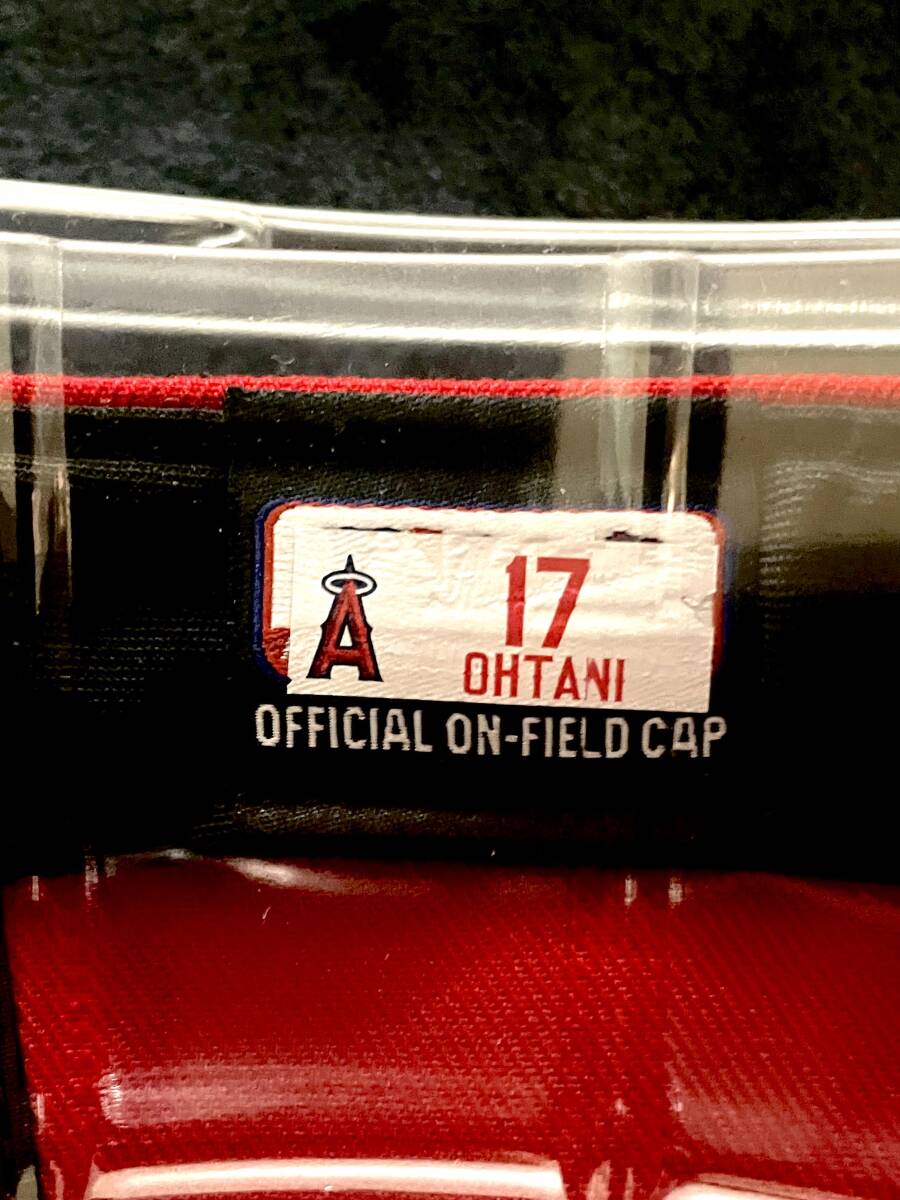 A
17
OHTANI
OFFICIAL ON-FIELD CAP